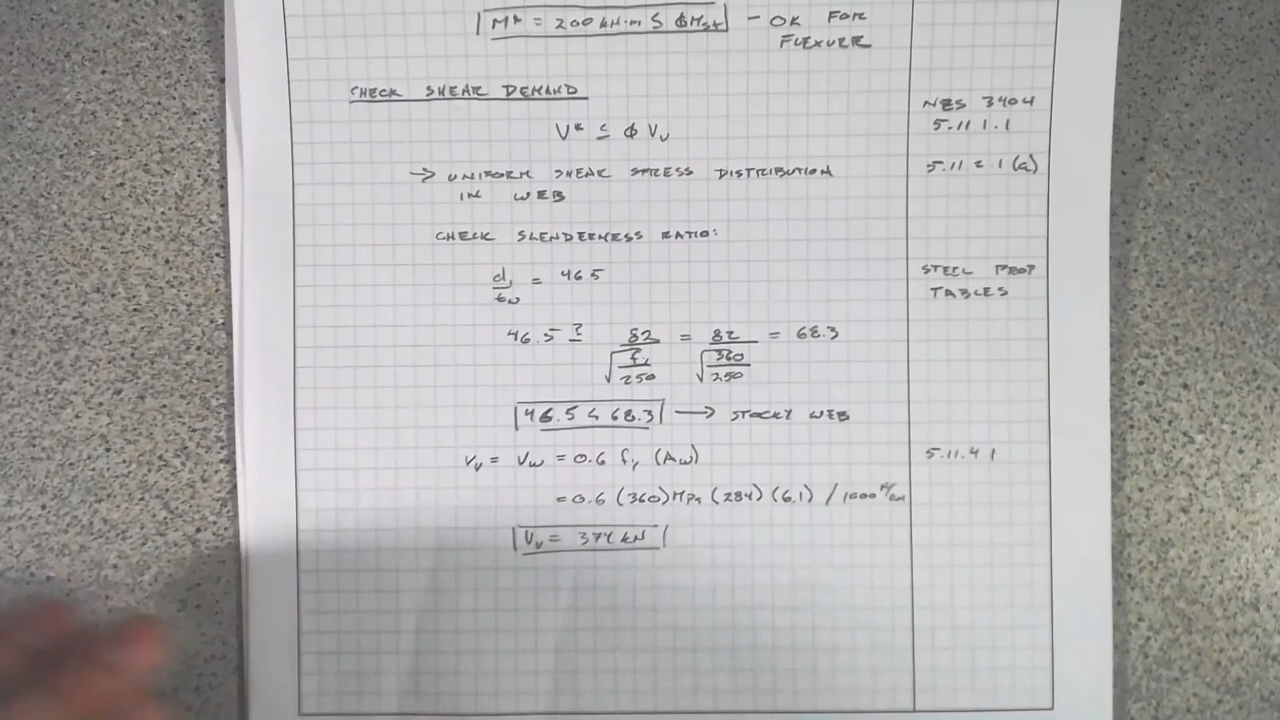 M* = 200 kN·m ≤ ϕMsx - OK FOR
FLEXURE
CHECK SHEAR DEMAND
NZS 3404
V* ≤ ϕ Vv
5.11.1.1
→ UNIFORM SHEAR STRESS DISTRIBUTION
5.11.2.1(a)
IN WEB
CHECK SLENDERNESS RATIO:
d1/tw = 46.5
STEEL PROP
TABLES
46.5 ? 82/√(fy/250) = 82/√(360/250) = 68.3
46.5 < 68.3 → STOCKY WEB
Vv = Vw = 0.6 fy (Aw)
5.11.4.1
= 0.6 (360) MPa (284) (6.1) / 1000 N/kN
Vv = 374 kN